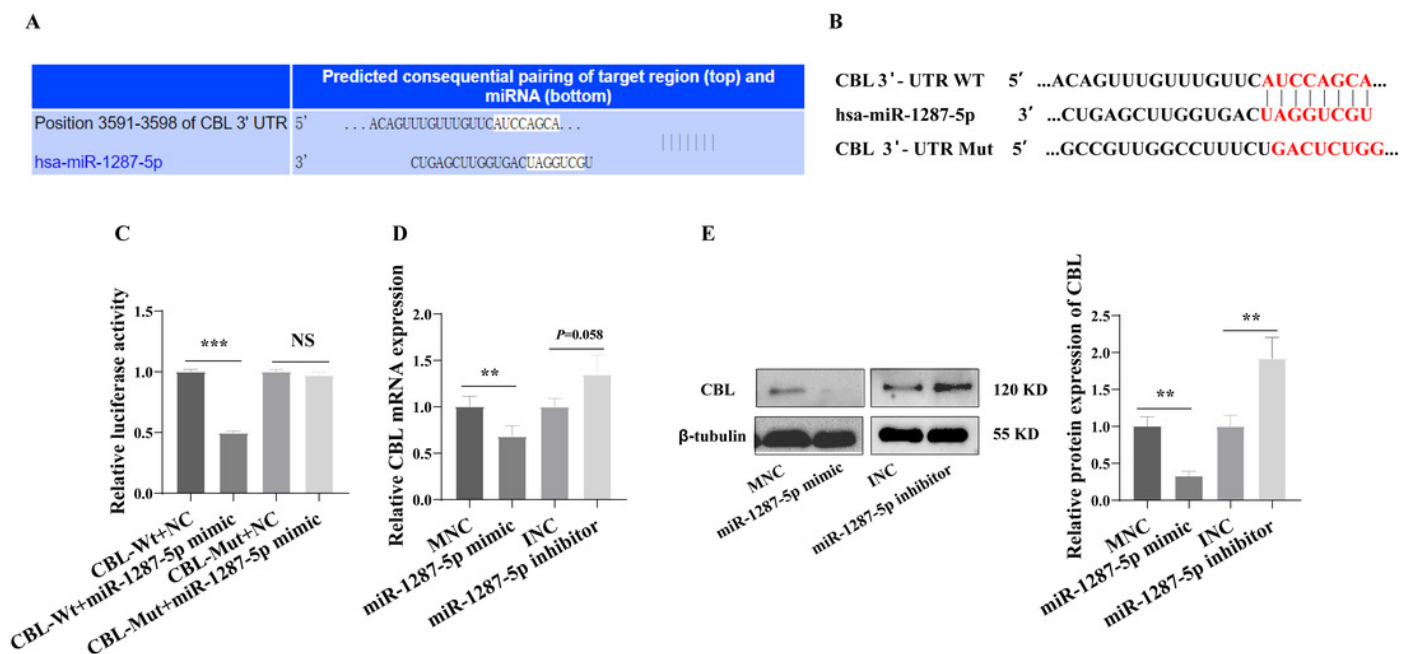 A
Predicted consequential pairing of target region (top) and
miRNA (bottom)
Position 3591-3598 of CBL 3' UTR 5' ...ACAGUUUGUUUGUUCAUCCAGCA...
hsa-miR-1287-5p 3' CUGAGCUUGGUGACUAGGUCGU
B
CBL 3'- UTR WT 5' ...ACAGUUUGUUUGUUCAUCCAGCA...
hsa-miR-1287-5p 3' ...CUGAGCUUGGUGACUAGGUCGU
CBL 3'- UTR Mut 5' ...GCCGUUGGCCUUUCUGACUCUGG...
C
Relative luciferase activity
1.5
1.0
0.5
0.0
***
NS
CBL-Wt+NC
CBL-Wt+miR-1287-5p mimic
CBL-Mut+NC
CBL-Mut+miR-1287-5p mimic
D
Relative CBL mRNA expression
2.0
1.5
1.0
0.5
0.0
**
P=0.058
MNC
miR-1287-5p mimic
INC
miR-1287-5p inhibitor
E
CBL
120 KD
β-tubulin
55 KD
MNC
miR-1287-5p mimic
INC
miR-1287-5p inhibitor
Relative protein expression of CBL
2.5
2.0
1.5
1.0
0.5
0.0
**
**
MNC
miR-1287-5p mimic
INC
miR-1287-5p inhibitor